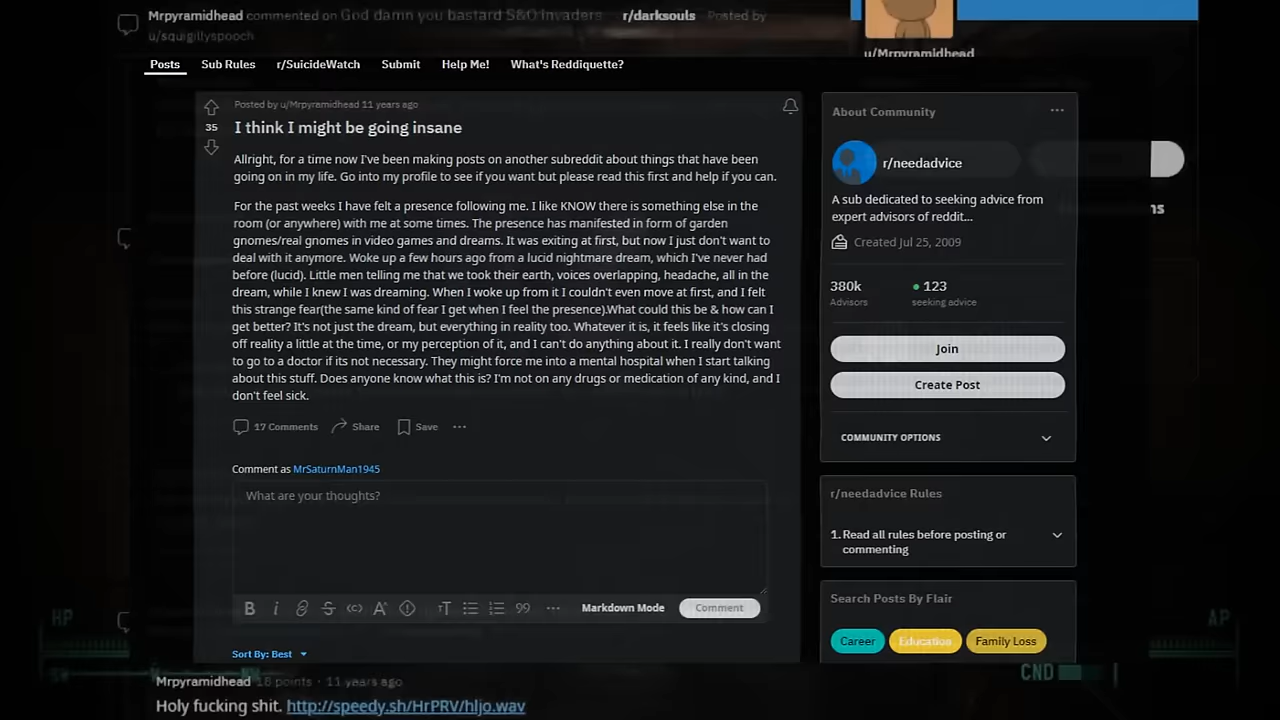 Mrpyramidhead commented on God damn you bastard S&O invaders r/darksouls Posted by
u/squigillyspooch
u/Mrpyramidhead
Posts Sub Rules r/SuicideWatch Submit Help Me! What's Reddiquette?
Posted by u/Mrpyramidhead 11 years ago
35
I think I might be going insane
Allright, for a time now I've been making posts on another subreddit about things that have been
going on in my life. Go into my profile to see if you want but please read this first and help if you can.
For the past weeks I have felt a presence following me. I like KNOW there is something else in the
room (or anywhere) with me at some times. The presence has manifested in form of garden
gnomes/real gnomes in video games and dreams. It was exiting at first, but now I just don't want to
deal with it anymore. Woke up a few hours ago from a lucid nightmare dream, which I've never had
before (lucid). Little men telling me that we took their earth, voices overlapping, headache, all in the
dream, while I knew I was dreaming. When I woke up from it I couldn't even move at first, and I felt
this strange fear(the same kind of fear I get when I feel the presence).What could this be & how can I
get better? It's not just the dream, but everything in reality too. Whatever it is, it feels like it's closing
off reality a little at the time, or my perception of it, and I can't do anything about it. I really don't want
to go to a doctor if its not necessary. They might force me into a mental hospital when I start talking
about this stuff. Does anyone know what this is? I'm not on any drugs or medication of any kind, and I
don't feel sick.
17 Comments Share Save
Comment as MrSaturnMan1945
What are your thoughts?
Markdown Mode Comment
Sort By: Best
About Community
r/needadvice
A sub dedicated to seeking advice from
expert advisors of reddit...
Created Jul 25, 2009
380k 123
Advisors seeking advice
Join
Create Post
COMMUNITY OPTIONS
r/needadvice Rules
1. Read all rules before posting or
commenting
Search Posts By Flair
Career Education Family Loss
HP
AP
CND
Mrpyramidhead 18 points · 11 years ago
Holy fucking shit. http://speedy.sh/HrPRV/hljo.wav